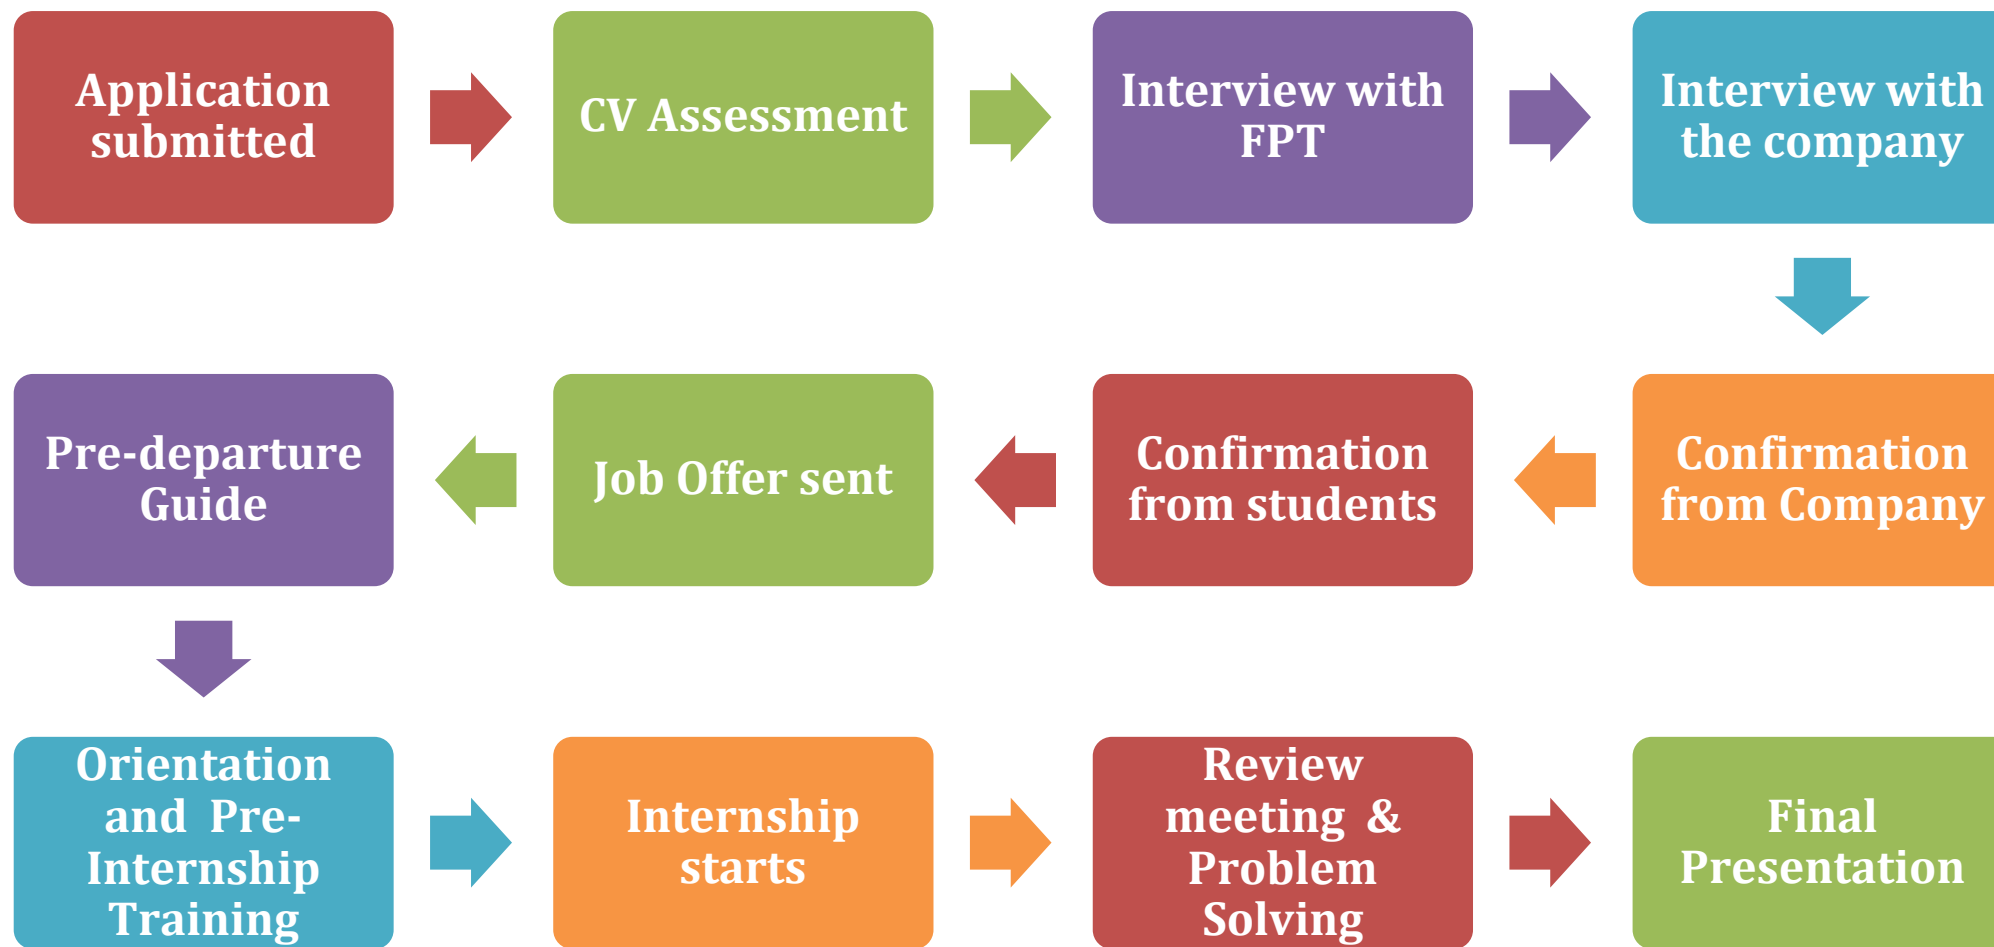 Application
submitted
CV Assessment
Interview with
FPT
Interview with
the company
Confirmation
from Company
Confirmation
from students
Job Offer sent
Pre-departure
Guide
Orientation
and  Pre-
Internship
Training
Internship
starts
Review
meeting  &
Problem
Solving
Final
Presentation